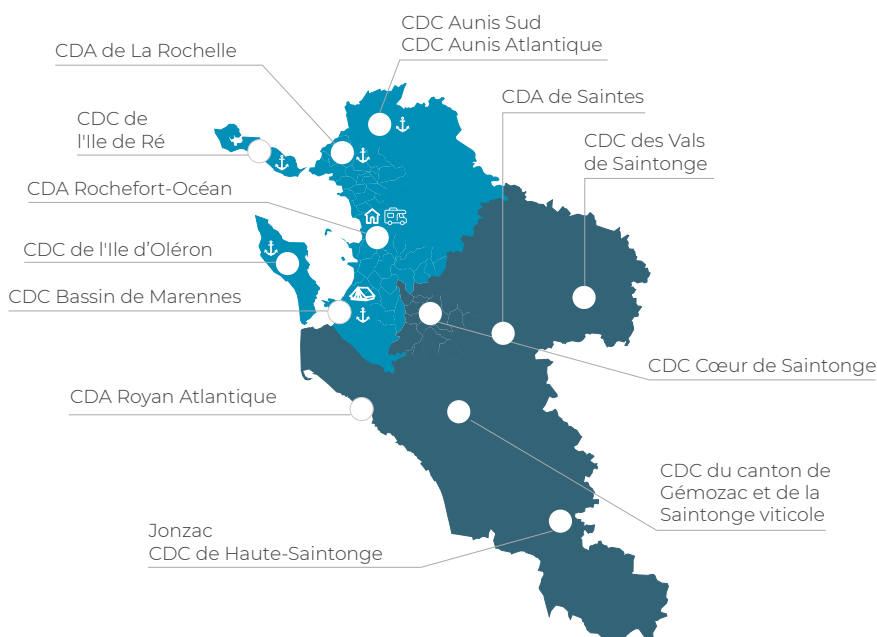 CDC Aunis Sud
CDC Aunis Atlantique
CDA de La Rochelle
CDA de Saintes
CDC de
l'Ile de Ré
CDC des Vals
de Saintonge
CDA Rochefort-Océan
CDC de l'Ile d’Oléron
CDC Bassin de Marennes
CDC Cœur de Saintonge
CDA Royan Atlantique
CDC du canton de
Gémozac et de la
Saintonge viticole
Jonzac
CDC de Haute-Saintonge